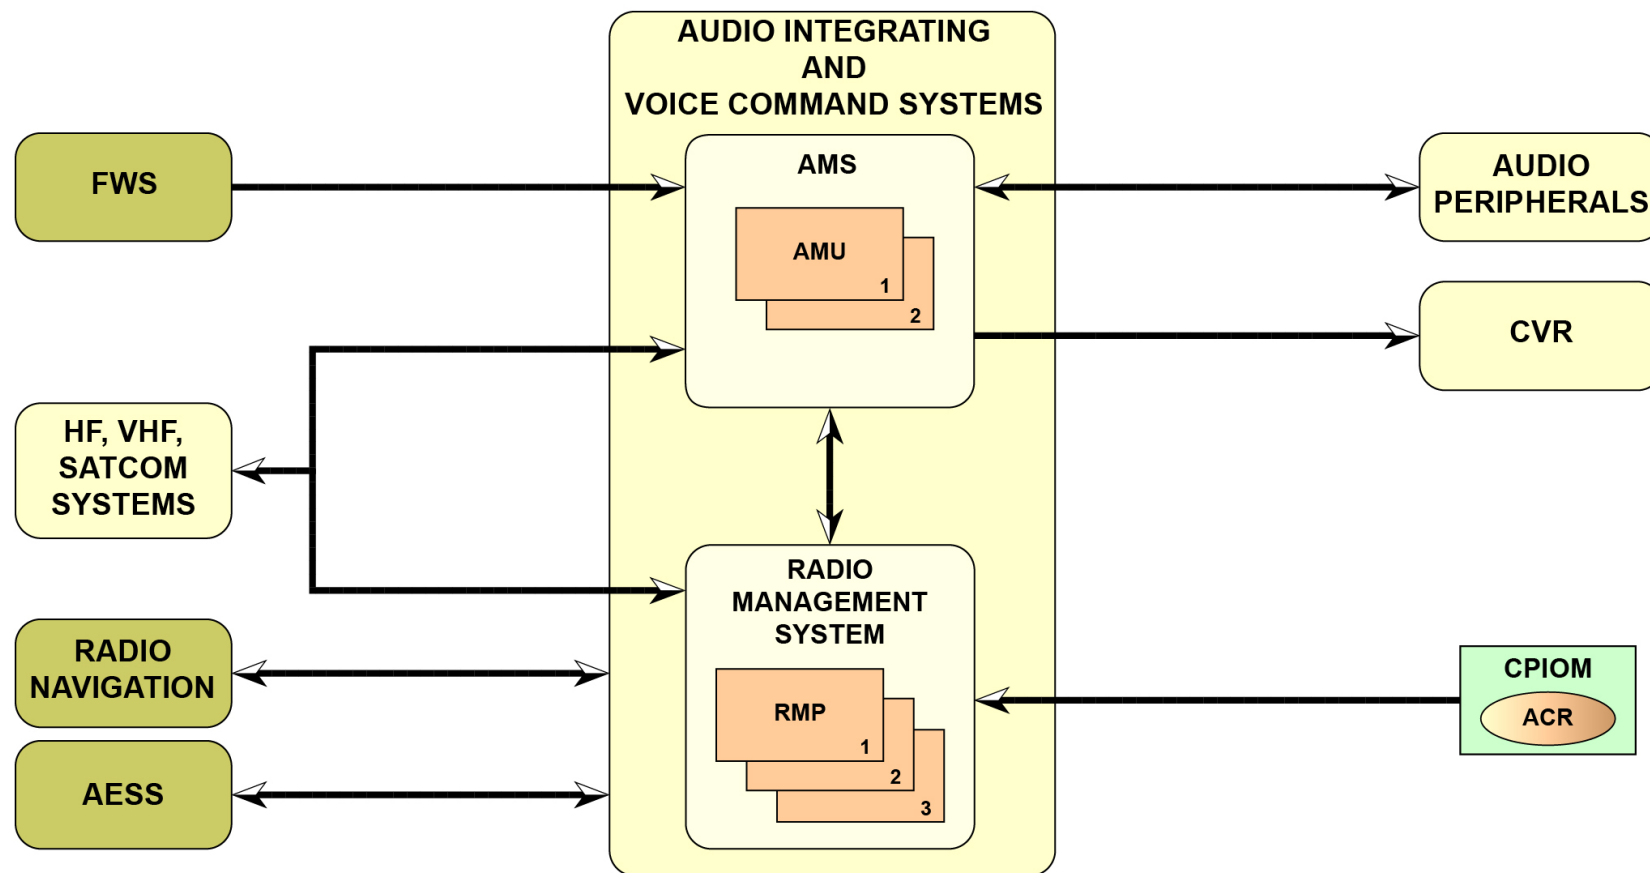 AUDIO INTEGRATING
AND
VOICE COMMAND SYSTEMS
FWS
AMS
AMU
1
2
AUDIO
PERIPHERALS
CVR
HF, VHF,
SATCOM
SYSTEMS
RADIO
MANAGEMENT
SYSTEM
RMP
1
2
3
RADIO
NAVIGATION
AESS
CPIOM
ACR